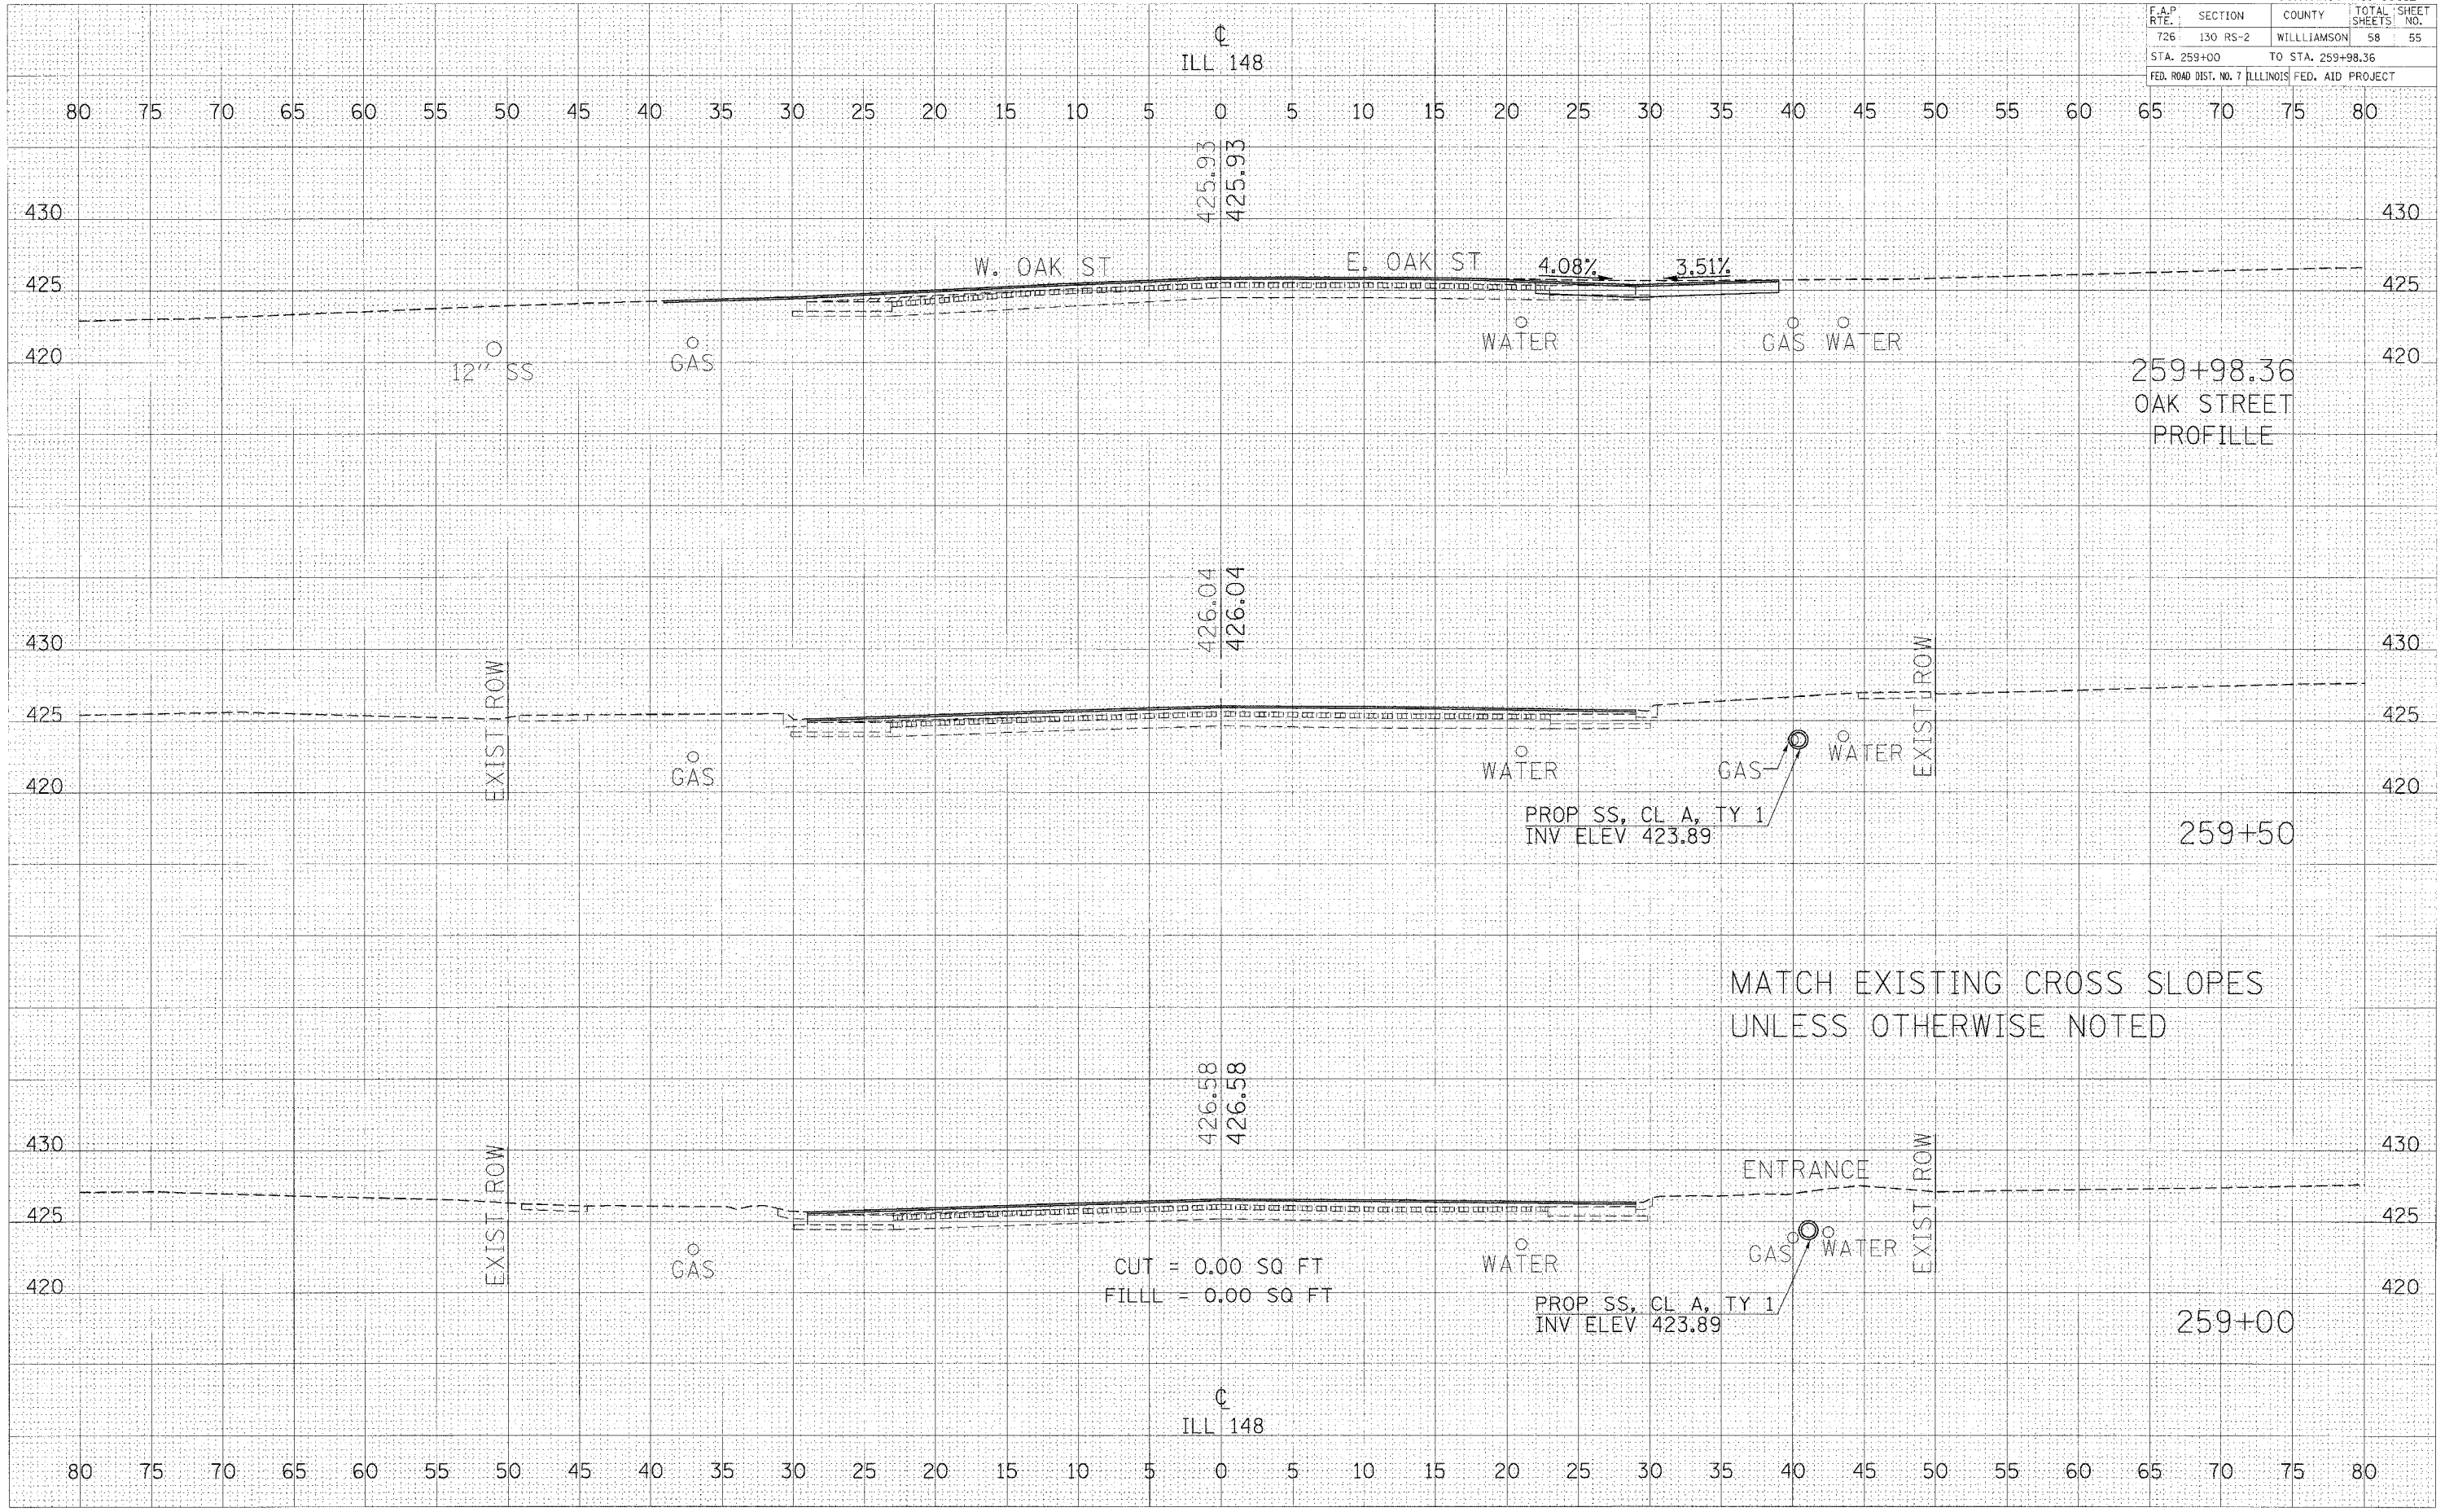 F.A.P. RTE. SECTION COUNTY TOTAL SHEETS SHEET NO.
726 130 RS-2 WILLLIAMSON 58 55
STA. 259+00 TO STA. 259+98.36
FED. ROAD DIST. NO. 7 ILLLINOIS FED. AID PROJECT
℄
ILL 148
80 75 70 65 60 55 50 45 40 35 30 25 20 15 10 5 0 5 10 15 20 25 30 35 40 45 50 55 60 65 70 75 80
425.93
425.93
430 430
W. OAK ST E. OAK ST 4.08% 3.51%
425 425
WATER GAS WATER
420 12" SS GAS 420
259+98.36
OAK STREET
PROFILLE
426.04
426.04
430 430
EXIST ROW EXIST ROW
425 425
GAS WATER GAS WATER
420 420
PROP SS, CL A, TY 1
INV ELEV 423.89
259+50
MATCH EXISTING CROSS SLOPES
UNLESS OTHERWISE NOTED
426.58
426.58
430 430
ENTRANCE
EXIST ROW EXIST ROW
425 425
GAS WATER GAS WATER
CUT = 0.00 SQ FT
FILLL = 0.00 SQ FT
420 420
PROP SS, CL A, TY 1
INV ELEV 423.89
259+00
℄
ILL 148
80 75 70 65 60 55 50 45 40 35 30 25 20 15 10 5 0 5 10 15 20 25 30 35 40 45 50 55 60 65 70 75 80